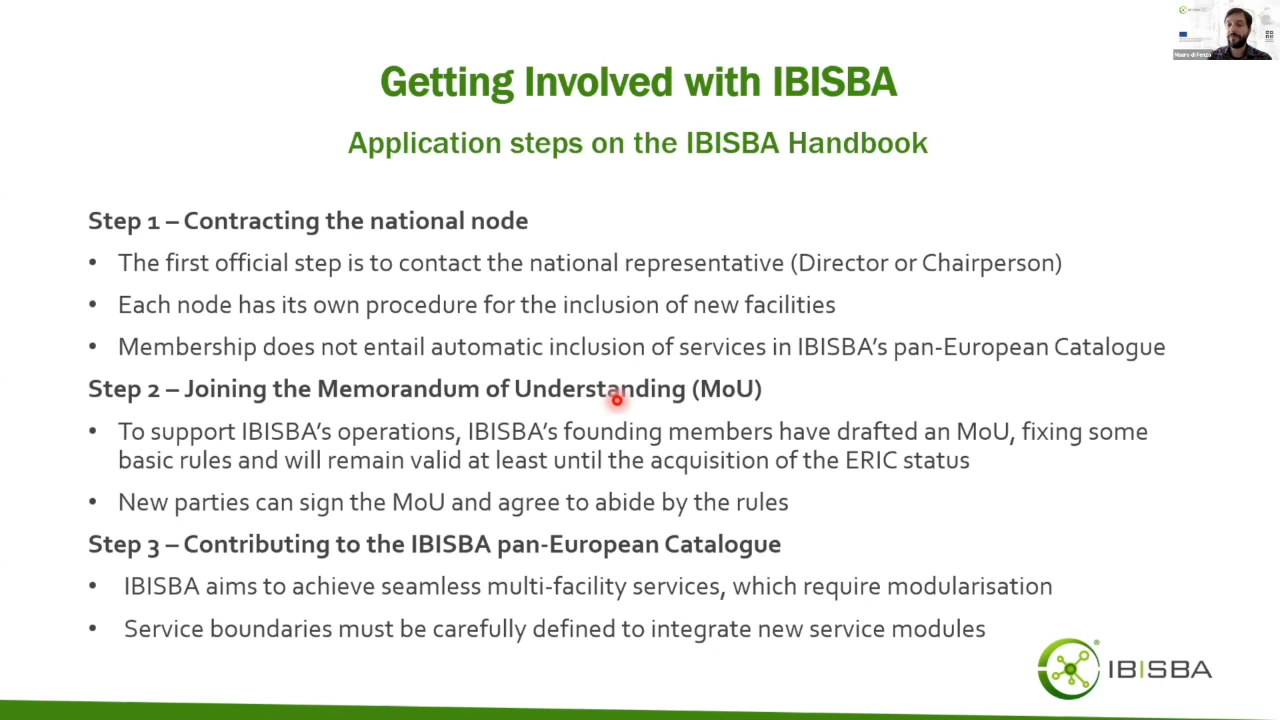 Getting Involved with IBISBA
Application steps on the IBISBA Handbook
Step 1 – Contracting the national node
• The first official step is to contact the national representative (Director or Chairperson)
• Each node has its own procedure for the inclusion of new facilities
• Membership does not entail automatic inclusion of services in IBISBA’s pan-European Catalogue
Step 2 – Joining the Memorandum of Understanding (MoU)
• To support IBISBA’s operations, IBISBA’s founding members have drafted an MoU, fixing some
basic rules and will remain valid at least until the acquisition of the ERIC status
• New parties can sign the MoU and agree to abide by the rules
Step 3 – Contributing to the IBISBA pan-European Catalogue
• IBISBA aims to achieve seamless multi-facility services, which require modularisation
• Service boundaries must be carefully defined to integrate new service modules
IBISBA
®